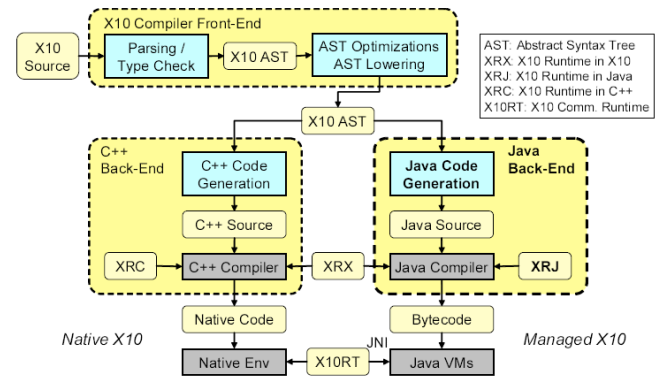 X10 Compiler Front-End
X10
Source
Parsing /
Type Check
X10 AST
AST Optimizations
AST Lowering
AST: Abstract Syntax Tree
XRX: X10 Runtime in X10
XRJ: X10 Runtime in Java
XRC: X10 Runtime in C++
X10RT: X10 Comm. Runtime
X10 AST
C++
Back-End
C++ Code
Generation
Java Code
Generation
Java
Back-End
C++ Source
Java Source
XRC
C++ Compiler
XRX
Java Compiler
XRJ
Native Code
Bytecode
Native X10
Managed X10
JNI
Native Env
X10RT
Java VMs